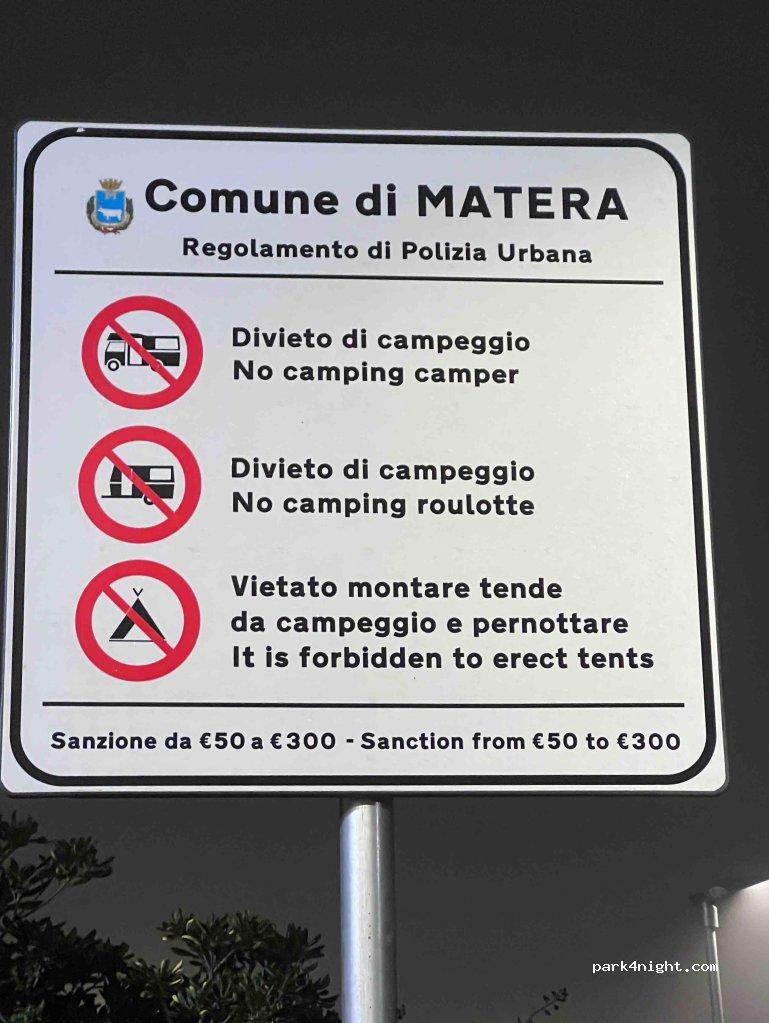 Comune di MATERA
Regolamento di Polizia Urbana
Divieto di campeggio
No camping camper
Divieto di campeggio
No camping roulotte
Vietato montare tende
da campeggio e pernottare
It is forbidden to erect tents
Sanzione da €50 a €300 - Sanction from €50 to €300
park4night.com